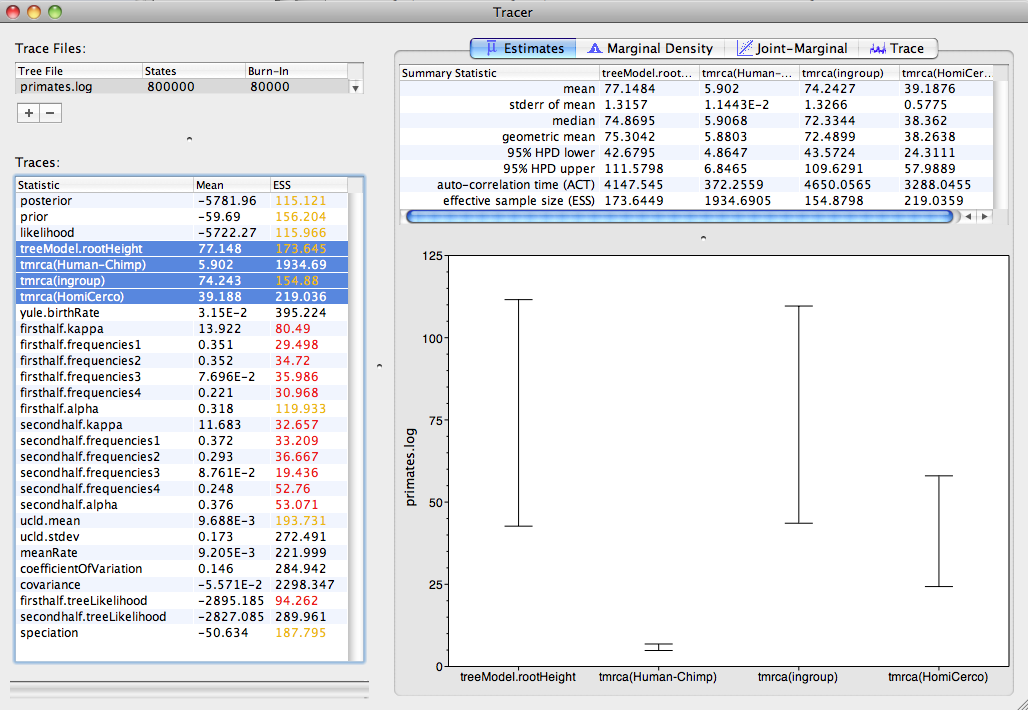 Tracer
Trace Files:
Tree File States Burn-In
primates.log 800000 80000
+ −
Traces:
Statistic Mean ESS
posterior -5781.96 115.121
prior -59.69 156.204
likelihood -5722.27 115.966
treeModel.rootHeight 77.148 173.645
tmrca(Human-Chimp) 5.902 1934.69
tmrca(ingroup) 74.243 154.88
tmrca(HomiCerco) 39.188 219.036
yule.birthRate 3.15E-2 395.224
firsthalf.kappa 13.922 80.49
firsthalf.frequencies1 0.351 29.498
firsthalf.frequencies2 0.352 34.72
firsthalf.frequencies3 7.696E-2 35.986
firsthalf.frequencies4 0.221 30.968
firsthalf.alpha 0.318 119.933
secondhalf.kappa 11.683 32.657
secondhalf.frequencies1 0.372 33.209
secondhalf.frequencies2 0.293 36.667
secondhalf.frequencies3 8.761E-2 19.436
secondhalf.frequencies4 0.248 52.76
secondhalf.alpha 0.376 53.071
ucld.mean 9.688E-3 193.731
ucld.stdev 0.173 272.491
meanRate 9.205E-3 221.999
coefficientOfVariation 0.146 284.942
covariance -5.571E-2 2298.347
firsthalf.treeLikelihood -2895.185 94.262
secondhalf.treeLikelihood -2827.085 289.961
speciation -50.634 187.795
Estimates Marginal Density Joint-Marginal Trace
Summary Statistic treeModel.root... tmrca(Human-... tmrca(ingroup) tmrca(HomiCer...
mean 77.1484 5.902 74.2427 39.1876
stderr of mean 1.3157 1.1443E-2 1.3266 0.5775
median 74.8695 5.9068 72.3344 38.362
geometric mean 75.3042 5.8803 72.4899 38.2638
95% HPD lower 42.6795 4.8647 43.5724 24.3111
95% HPD upper 111.5798 6.8465 109.6291 57.9889
auto-correlation time (ACT) 4147.545 372.2559 4650.0565 3288.0455
effective sample size (ESS) 173.6449 1934.6905 154.8798 219.0359
125
100
75
primates.log
50
25
0
treeModel.rootHeight tmrca(Human-Chimp) tmrca(ingroup) tmrca(HomiCerco)